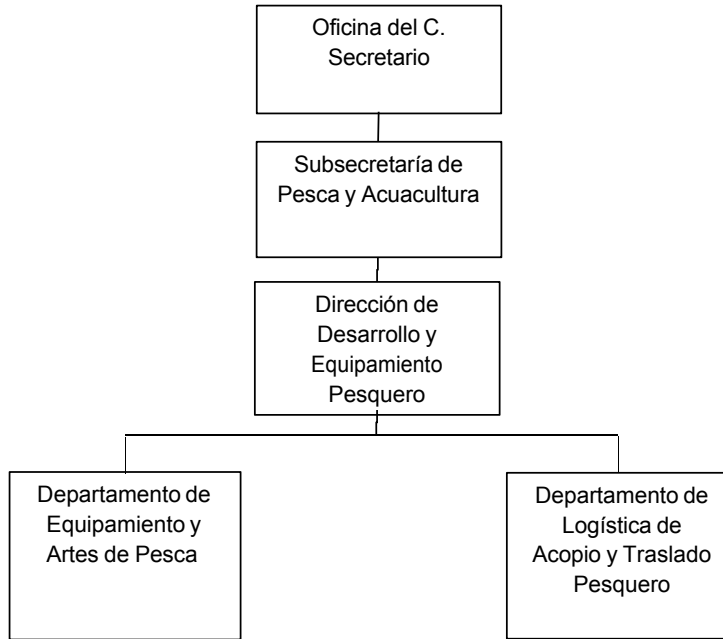 Oficina del C.
Secretario
Subsecretaría de
Pesca y Acuacultura
Dirección de
Desarrollo y
Equipamiento
Pesquero
Departamento de
Equipamiento y
Artes de Pesca
Departamento de
Logística de
Acopio y Traslado
Pesquero